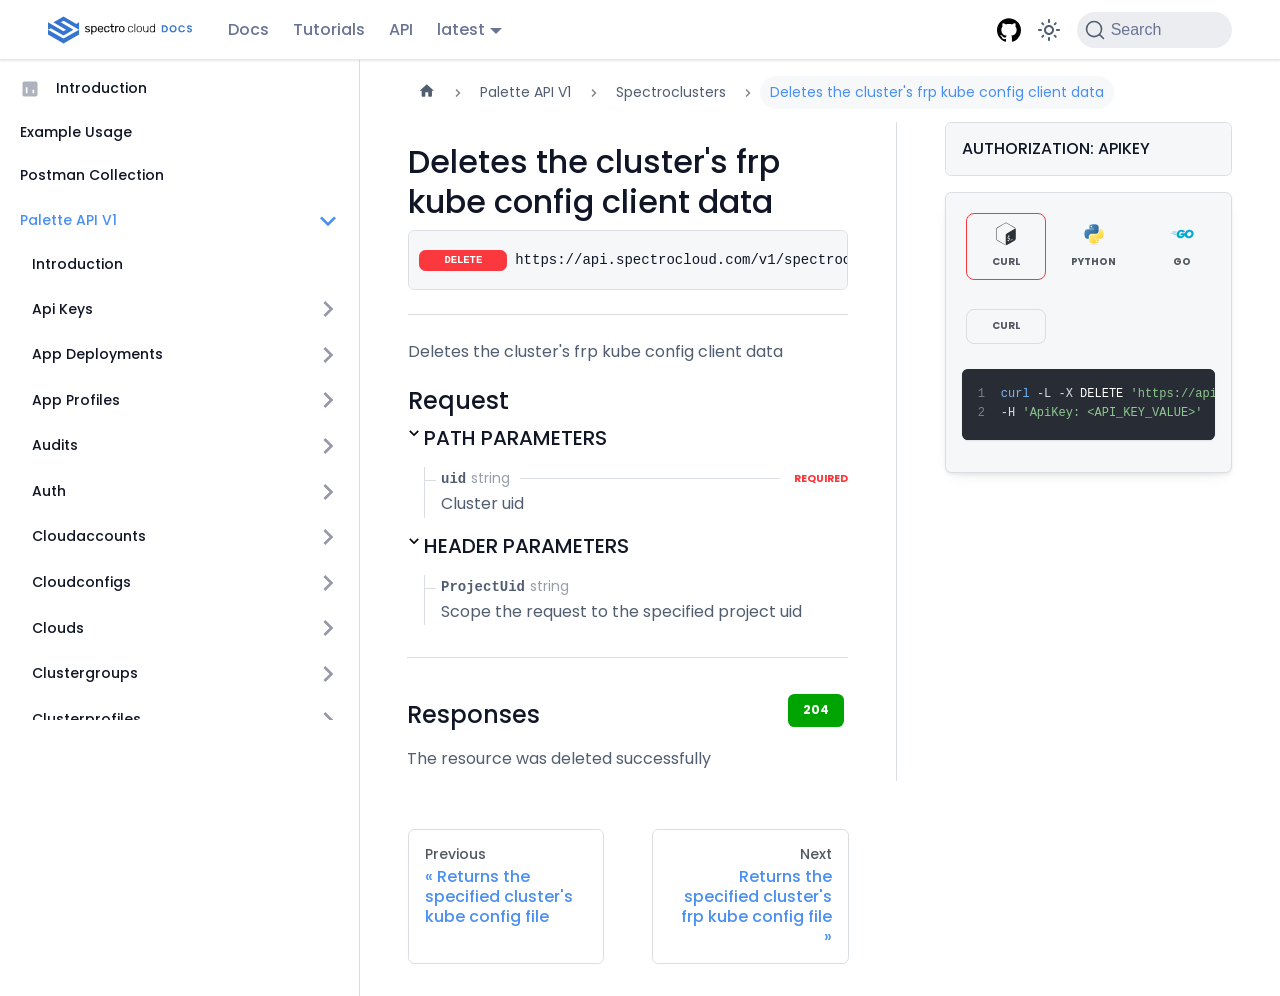 spectro cloud DOCS Docs Tutorials API latest Search
Introduction
Example Usage
Postman Collection
Palette API V1
Introduction
Api Keys
App Deployments
App Profiles
Audits
Auth
Cloudaccounts
Cloudconfigs
Clouds
Clustergroups
Clusterprofiles
Palette API V1 Spectroclusters Deletes the cluster's frp kube config client data
Deletes the cluster's frp
kube config client data
DELETE https://api.spectrocloud.com/v1/spectroc
Deletes the cluster's frp kube config client data
Request
PATH PARAMETERS
uid string REQUIRED
Cluster uid
HEADER PARAMETERS
ProjectUid string
Scope the request to the specified project uid
Responses 204
The resource was deleted successfully
Previous
« Returns the
specified cluster's
kube config file
Next
Returns the
specified cluster's
frp kube config file
»
AUTHORIZATION: APIKEY
CURL PYTHON GO
CURL
1 curl -L -X DELETE 'https://api
2 -H 'ApiKey: <API_KEY_VALUE>'